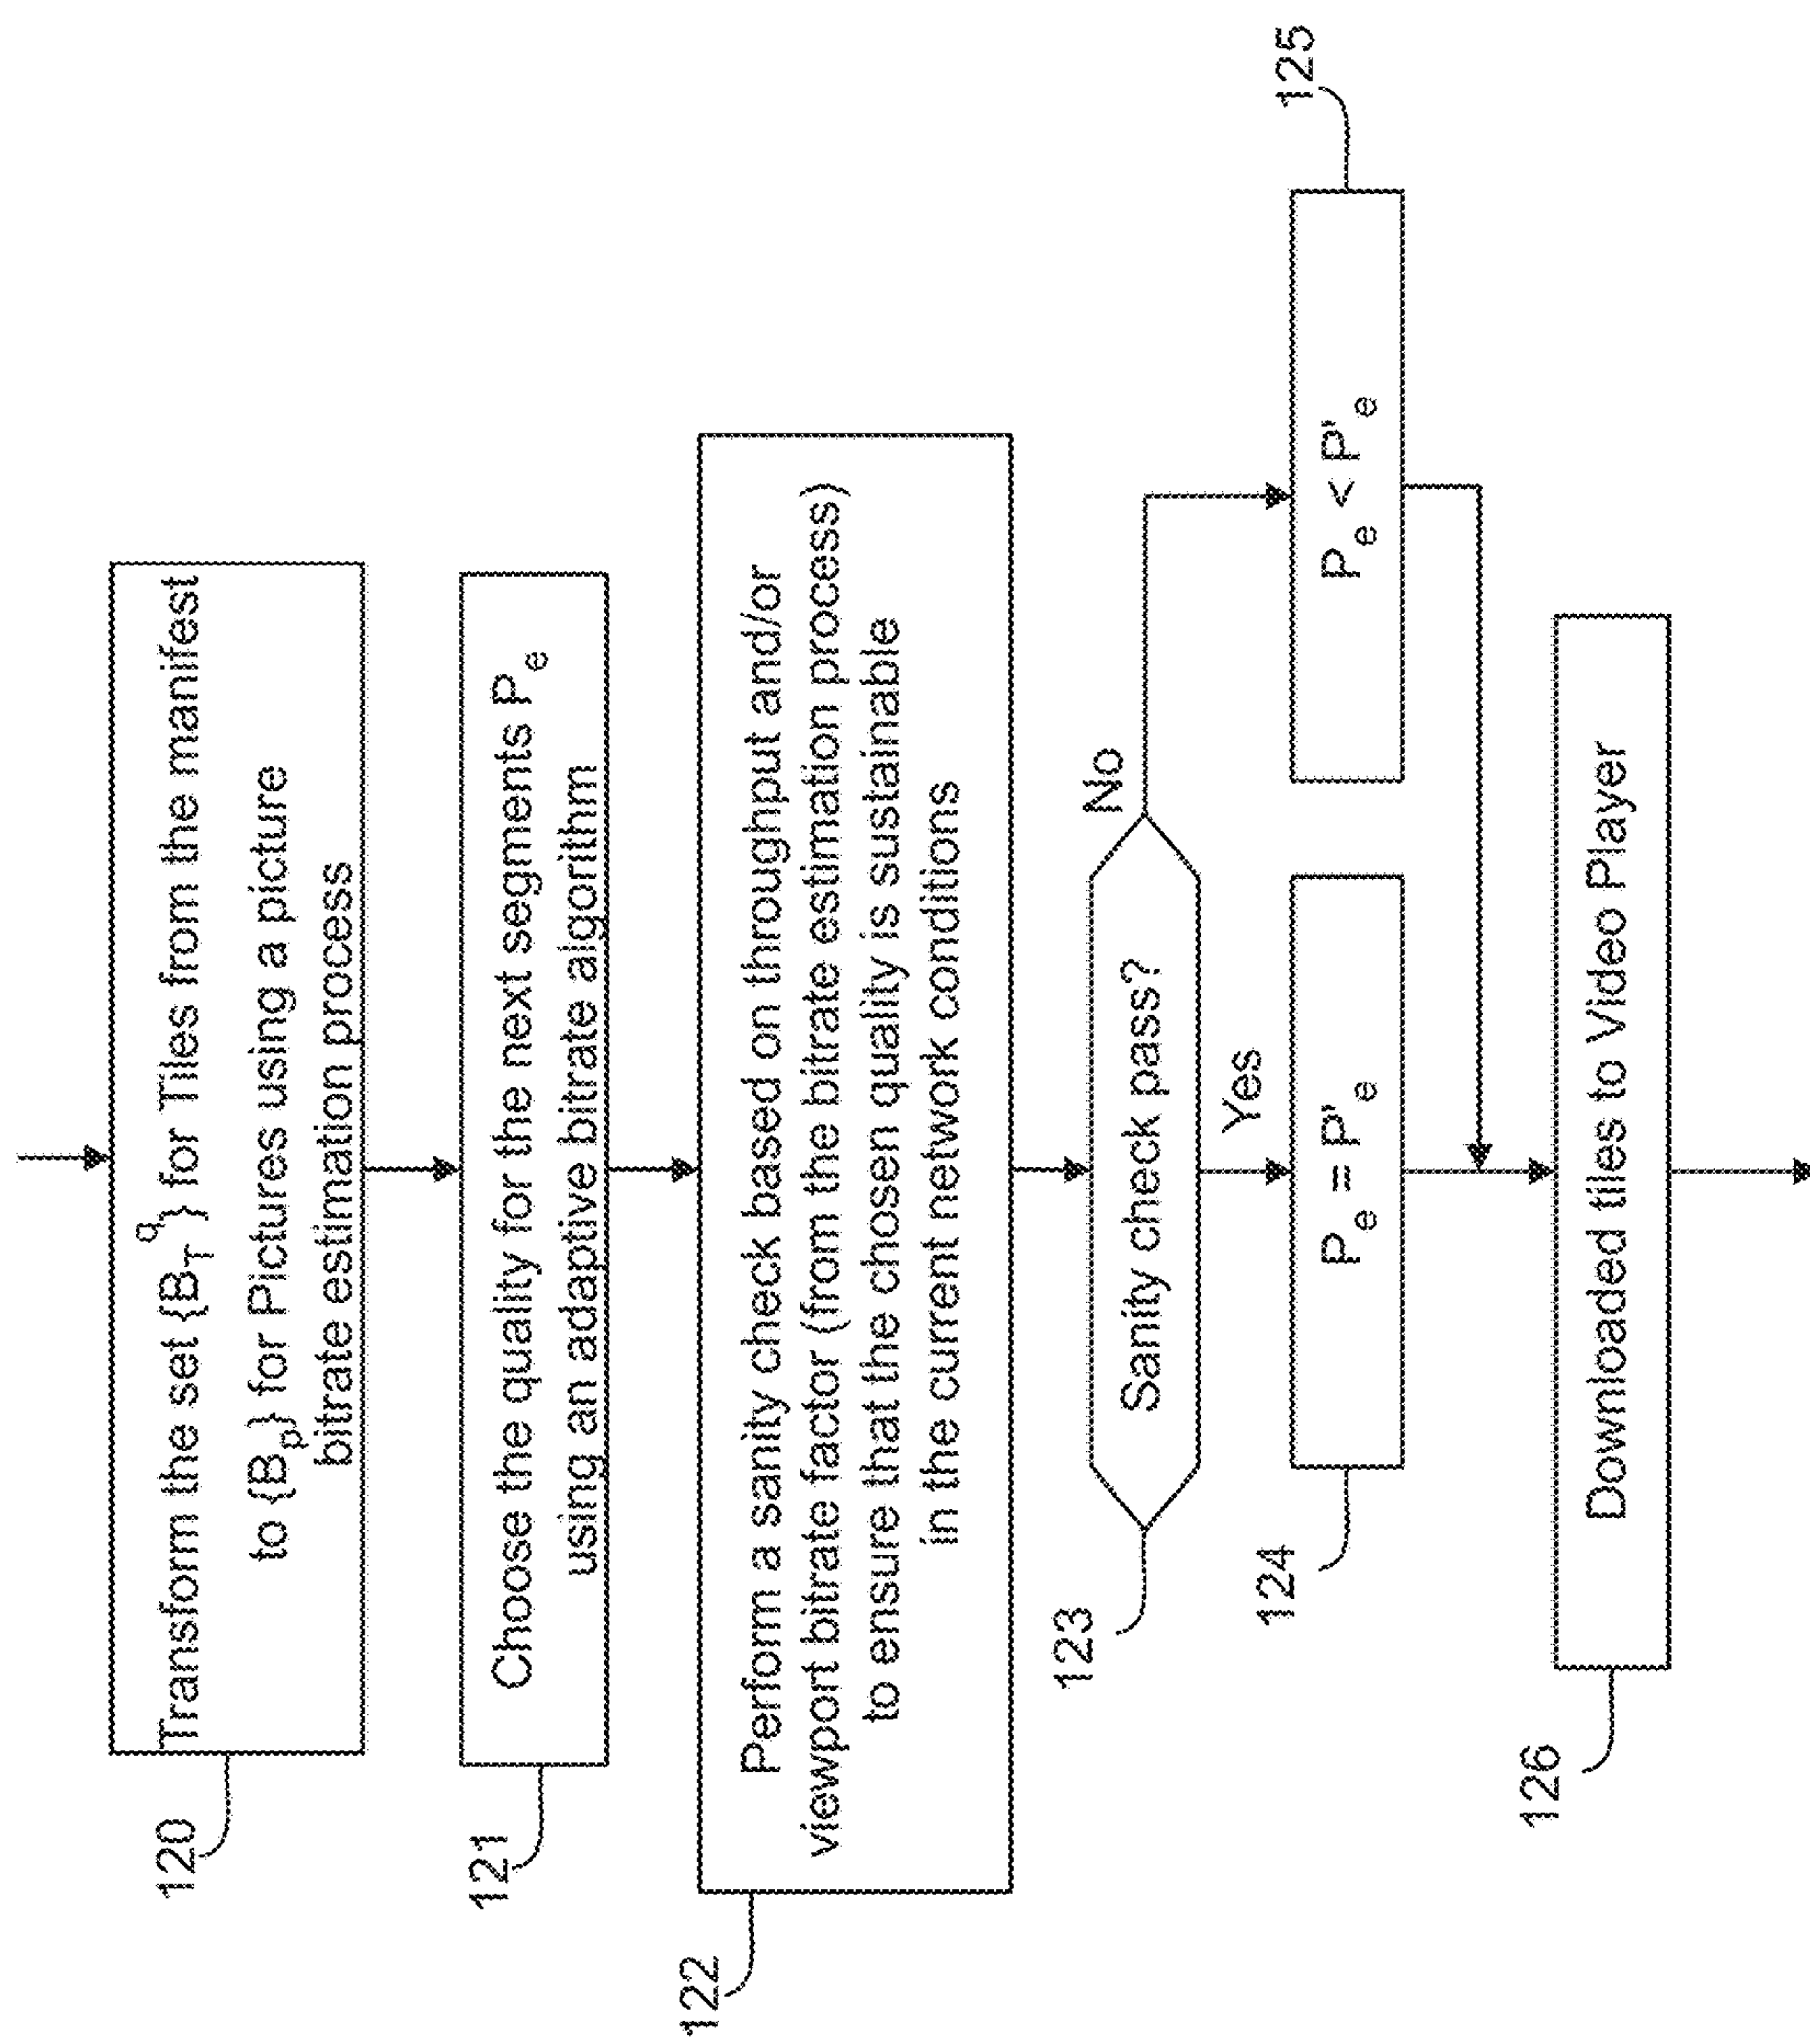 120
Transform the set {B_T^q} for Tiles from the manifest
to {B_p} for Pictures using a picture
bitrate estimation process
121
Choose the quality for the next segments P_e
using an adaptive bitrate algorithm
122
Perform a sanity check based on throughput and/or
viewport bitrate factor (from the bitrate estimation process)
to ensure that the chosen quality is sustainable
in the current network conditions
123
Sanity check pass?
No
Yes
124
P_e = P'_e
125
P_e < P'_e
126
Downloaded tiles to Video Player